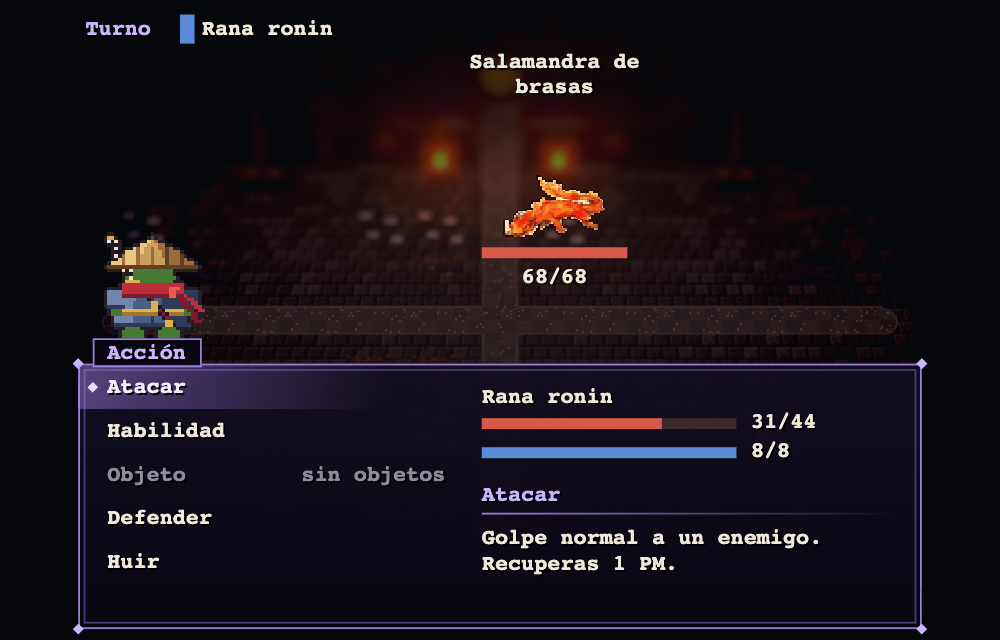 Turno Rana ronin
Salamandra de
brasas
68/68
Acción
Atacar
Habilidad
Objeto sin objetos
Defender
Huir
Rana ronin
31/44
8/8
Atacar
Golpe normal a un enemigo.
Recuperas 1 PM.